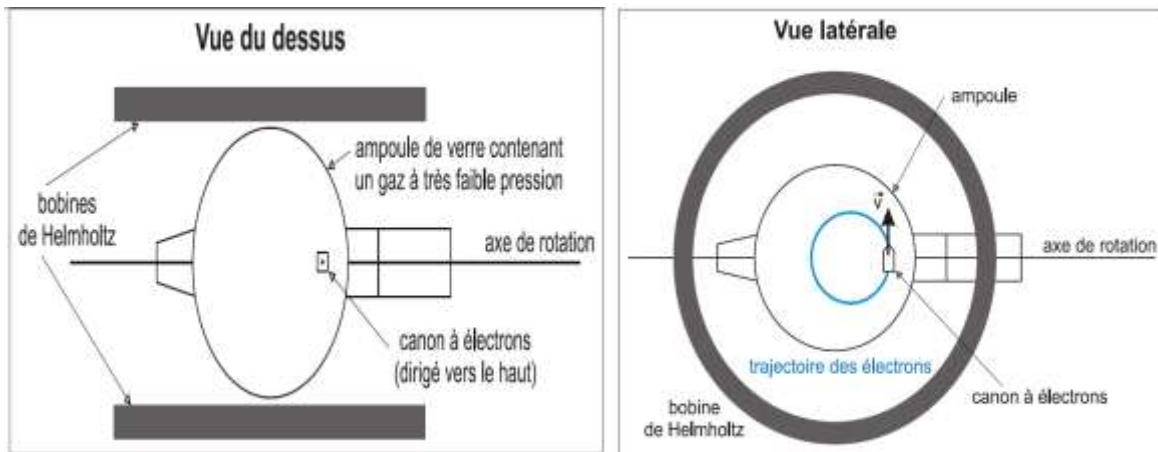 Vue du dessus
ampoule de verre contenant
un gaz à très faible pression
bobines
de Helmholtz
axe de rotation
canon à électrons
(dirigé vers le haut)
Vue latérale
ampoule
v
axe de rotation
trajectoire des électrons
canon à électrons
bobine
de Helmholtz